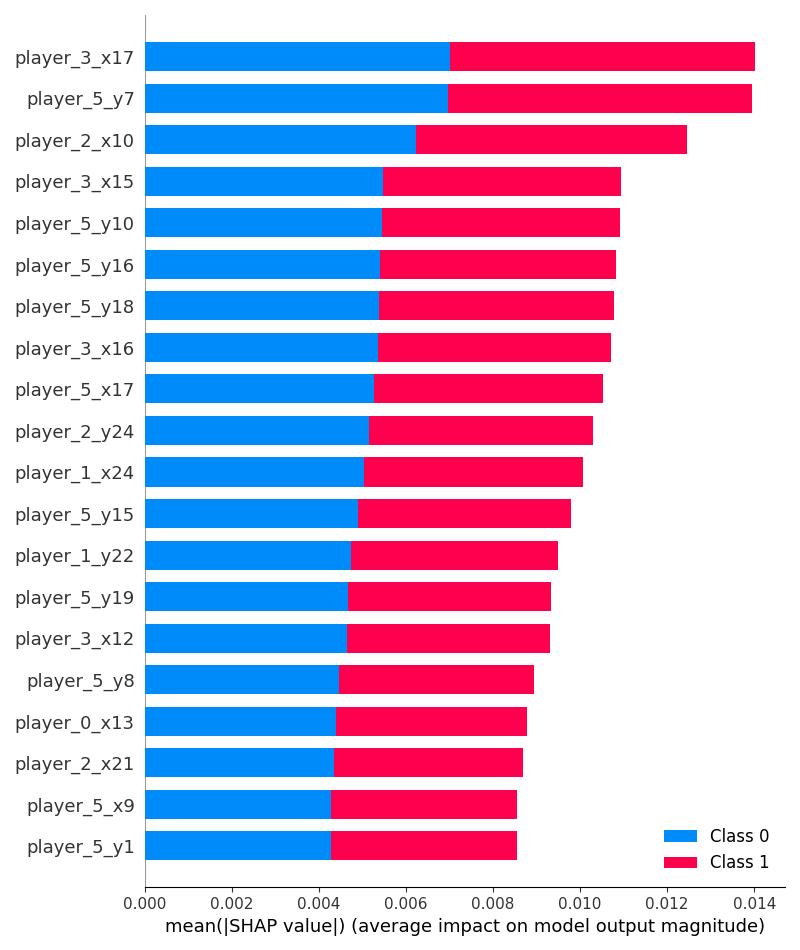 player_3_x17
player_5_y7
player_2_x10
player_3_x15
player_5_y10
player_5_y16
player_5_y18
player_3_x16
player_5_x17
player_2_y24
player_1_x24
player_5_y15
player_1_y22
player_5_y19
player_3_x12
player_5_y8
player_0_x13
player_2_x21
player_5_x9
player_5_y1
Class 0
Class 1
0.000 0.002 0.004 0.006 0.008 0.010 0.012 0.014
mean(|SHAP value|) (average impact on model output magnitude)